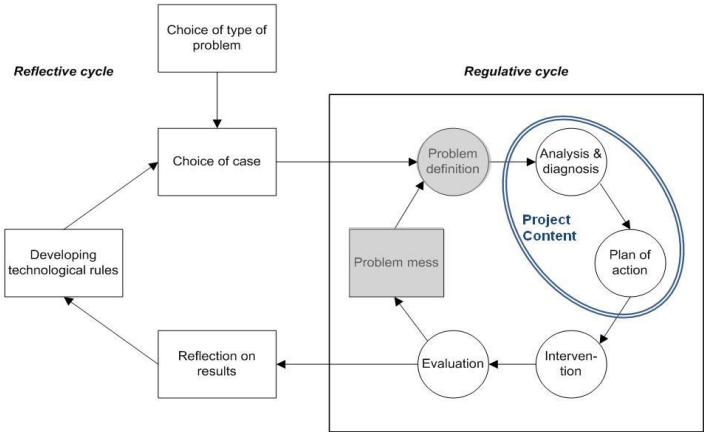 Choice of type of
problem
Reflective cycle
Regulative cycle
Choice of case
Problem
definition
Analysis &
diagnosis
Project
Content
Developing
technological rules
Problem mess
Plan of
action
Reflection on
results
Evaluation
Interven-
tion